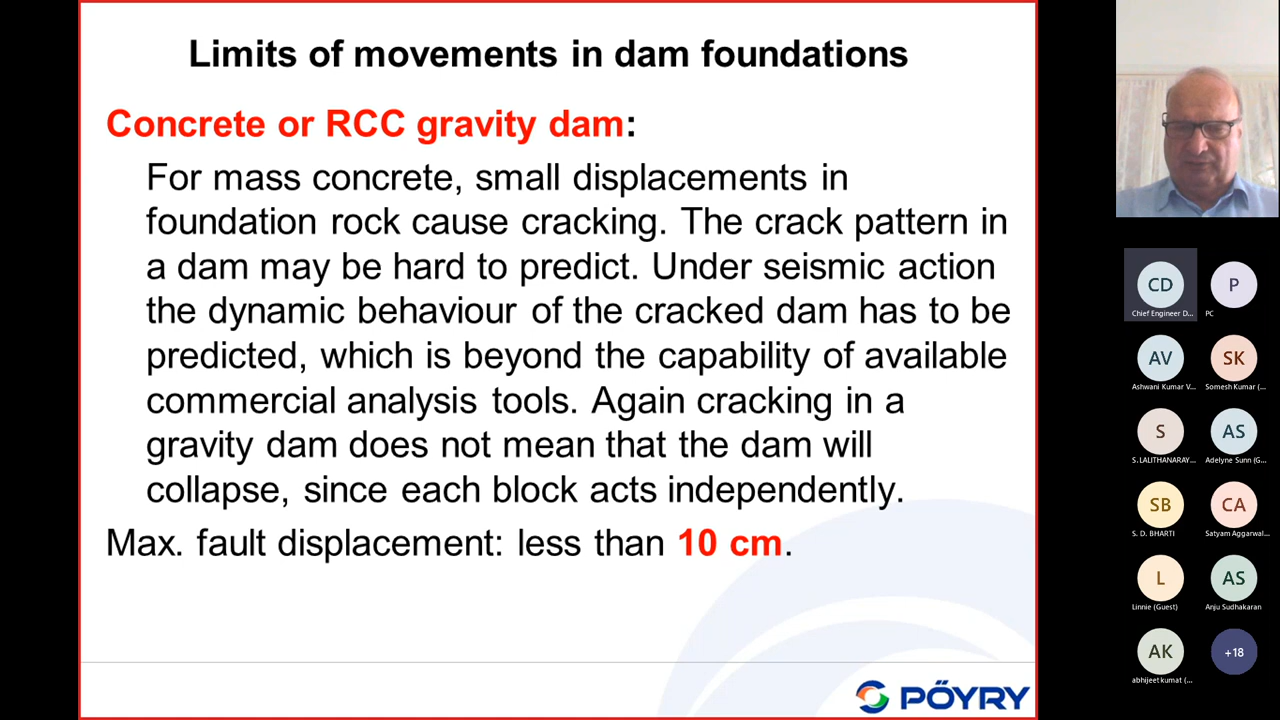 Limits of movements in dam foundations
Concrete or RCC gravity dam:
For mass concrete, small displacements in
foundation rock cause cracking. The crack pattern in
a dam may be hard to predict. Under seismic action
the dynamic behaviour of the cracked dam has to be
predicted, which is beyond the capability of available
commercial analysis tools. Again cracking in a
gravity dam does not mean that the dam will
collapse, since each block acts independently.
Max. fault displacement: less than 10 cm.
PÖYRY
CD P
Chief Engineer D... PC
AV SK
Ashwani Kumar V... Somesh Kumar (...
S AS
S. LALITHANARAY... Adelyne Sunn (G...
SB CA
S. D. BHARTI Satyam Aggarwal...
L AS
Linnie (Guest) Anju Sudhakaran
AK +18
abhijeet kumat (...